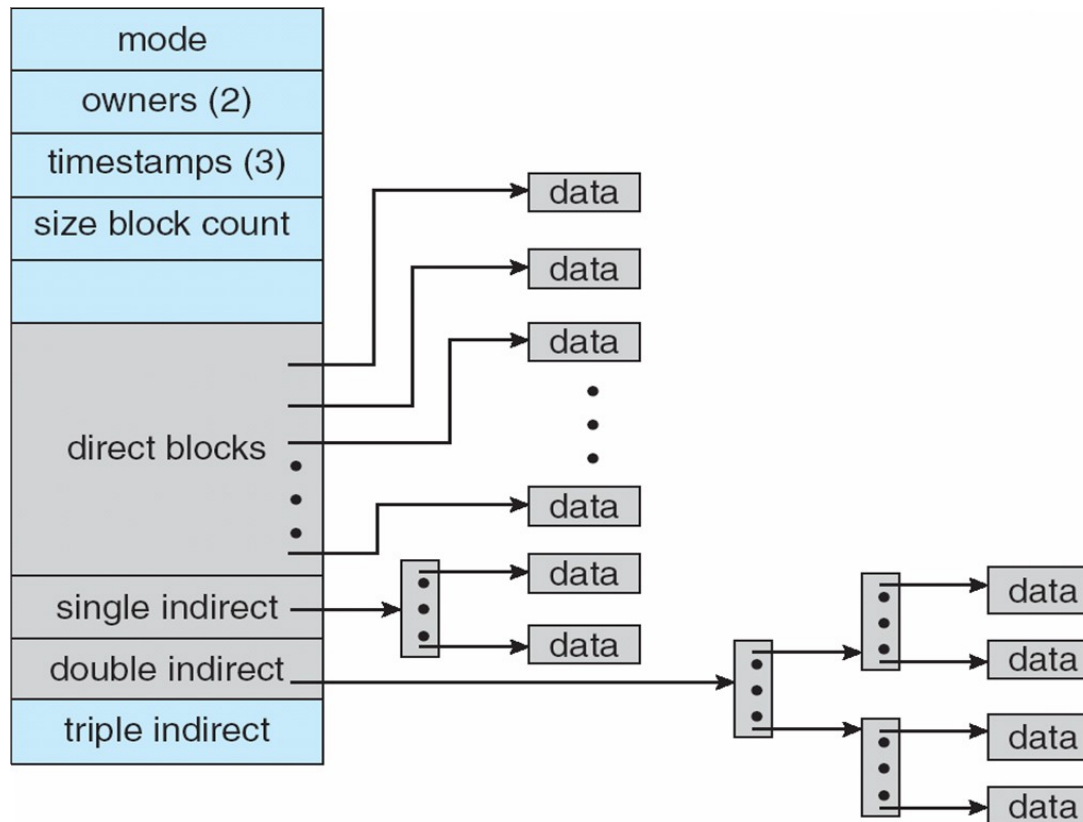 mode
owners (2)
timestamps (3)
size block count
direct blocks
single indirect
double indirect
triple indirect
data
data
data
data
data
data
data
data
data
data